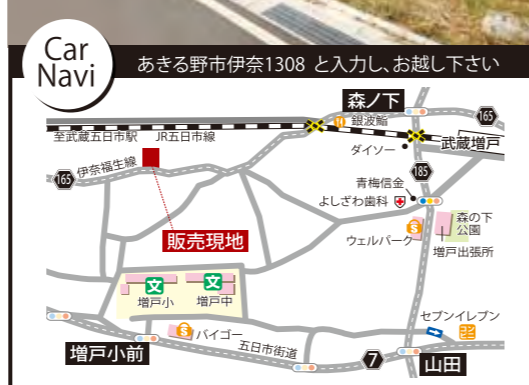 Car
Navi
あきる野市伊奈1308 と入力し、お越し下さい
森ノ下
165
銀波鮨
至武蔵五日市駅 JR五日市線
ダイソー
武蔵増戸
165
伊奈福生線
185
青梅信金
よしざわ歯科
森の下
公園
販売現地
ウェルパーク
増戸出張所
文
文
増戸小
増戸中
セブンイレブン
コンビニ
バイゴー
五日市街道
増戸小前
7
山田